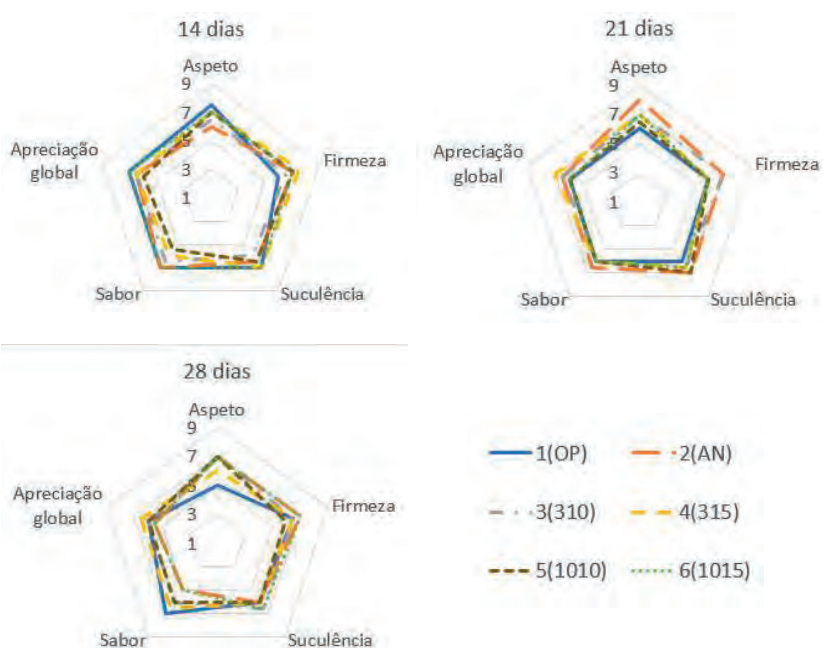 14 dias
Aspeto
9
7
5
3
1
Apreciação
global
Firmeza
Sabor
Suculência
21 dias
Aspeto
9
7
5
3
1
Apreciação
global
Firmeza
Sabor
Suculência
28 dias
Aspeto
9
7
5
3
1
Apreciação
global
Firmeza
Sabor
Suculência
1(OP)
2(AN)
3(310)
4(315)
5(1010)
6(1015)